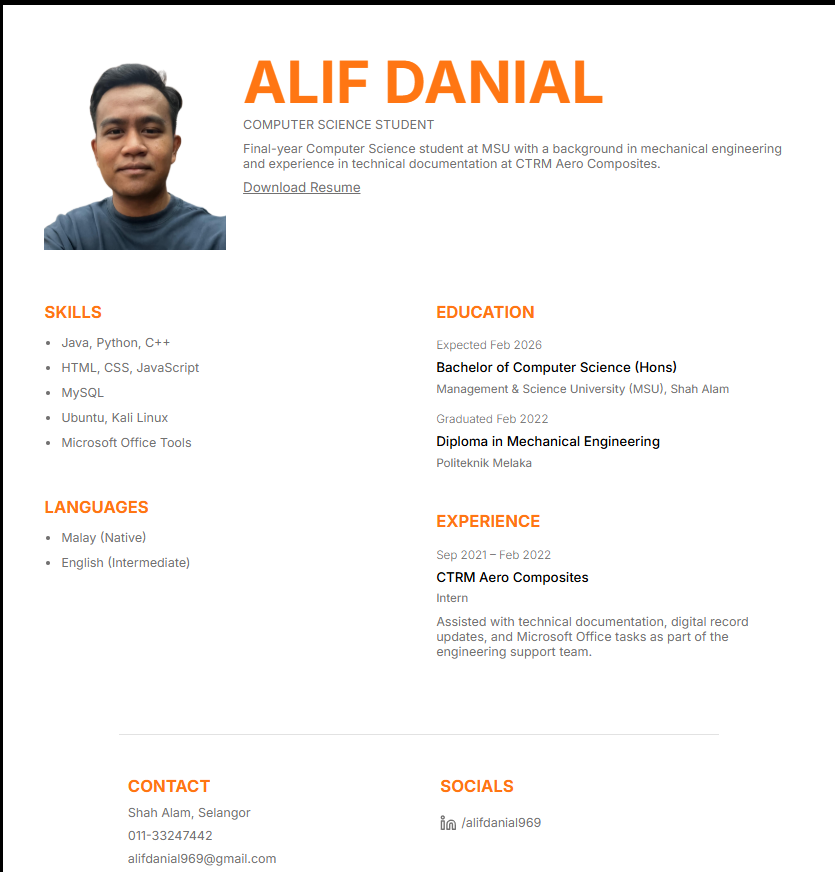 ALIF DANIAL
COMPUTER SCIENCE STUDENT
Final-year Computer Science student at MSU with a background in mechanical engineering
and experience in technical documentation at CTRM Aero Composites.
Download Resume
SKILLS
Java, Python, C++
HTML, CSS, JavaScript
MySQL
Ubuntu, Kali Linux
Microsoft Office Tools
LANGUAGES
Malay (Native)
English (Intermediate)
EDUCATION
Expected Feb 2026
Bachelor of Computer Science (Hons)
Management & Science University (MSU), Shah Alam
Graduated Feb 2022
Diploma in Mechanical Engineering
Politeknik Melaka
EXPERIENCE
Sep 2021 – Feb 2022
CTRM Aero Composites
Intern
Assisted with technical documentation, digital record
updates, and Microsoft Office tasks as part of the
engineering support team.
CONTACT
Shah Alam, Selangor
011-33247442
alifdanial969@gmail.com
SOCIALS
in /alifdanial969